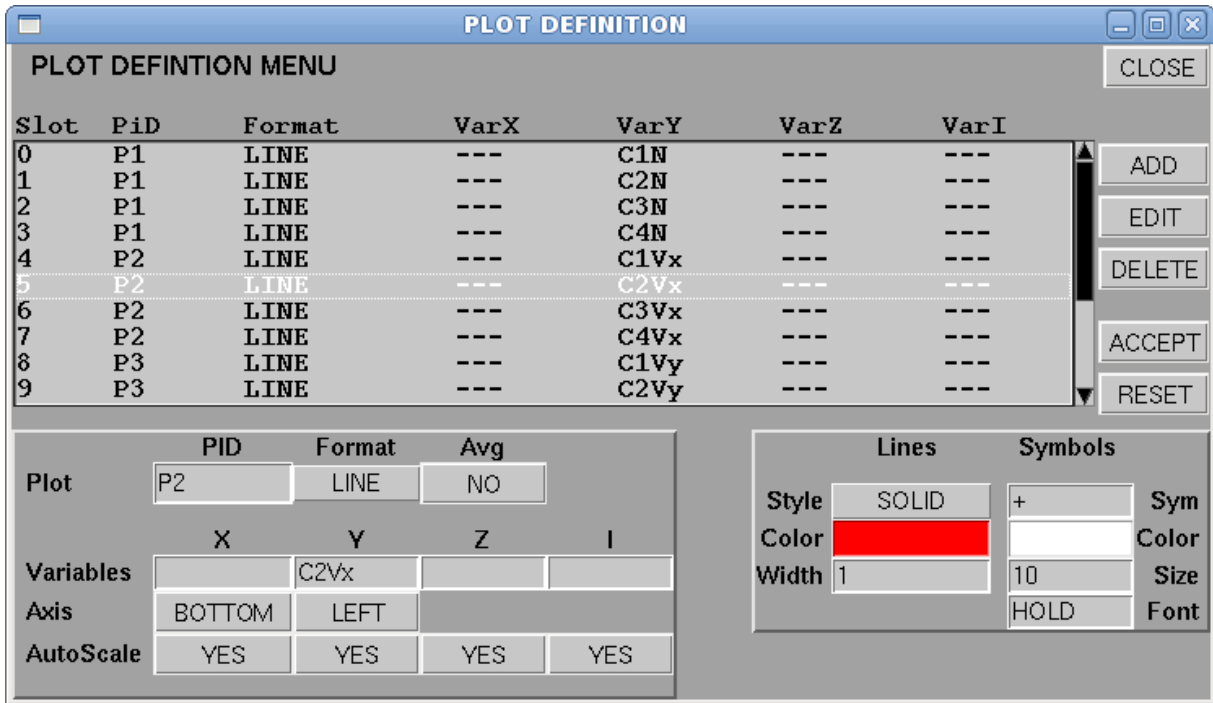 PLOT DEFINITION
PLOT DEFINTION MENU
CLOSE
Slot PiD Format VarX VarY VarZ VarI
0 P1 LINE --- C1N --- ---
1 P1 LINE --- C2N --- ---
2 P1 LINE --- C3N --- ---
3 P1 LINE --- C4N --- ---
4 P2 LINE --- C1Vx --- ---
5 P2 LINE --- C2Vx --- ---
6 P2 LINE --- C3Vx --- ---
7 P2 LINE --- C4Vx --- ---
8 P3 LINE --- C1Vy --- ---
9 P3 LINE --- C2Vy --- ---
ADD
EDIT
DELETE
ACCEPT
RESET
PID Format Avg
Plot P2 LINE NO
X Y Z I
Variables C2Vx
Axis BOTTOM LEFT
AutoScale YES YES YES YES
Lines Symbols
Style SOLID + Sym
Color Color
Width 1 10 Size
HOLD Font